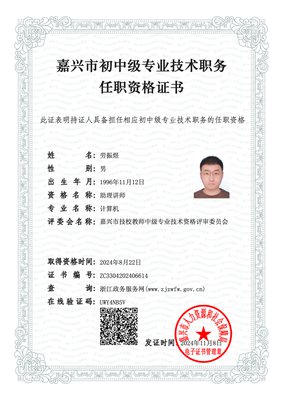 嘉兴市初中级专业技术职务
任职资格证书
此证表明持证人具备担任相应初中级专业技术职务的任职资格
姓名：劳振煜
性别：男
出生年月：1996年11月12日
资格名称：助理讲师
专业名称：计算机
评委会名称：嘉兴市技校教师中级专业技术资格评审委员会
取得资格时间：2024年8月22日
证书编号：ZC3304202406614
查询：浙江政务服务网(www.zjzwfw.gov.cn)
在线验证码：UWY4NB5V
发证时间：2024年11月8日
嘉兴市人力资源和社会保障局
电子证书管理章